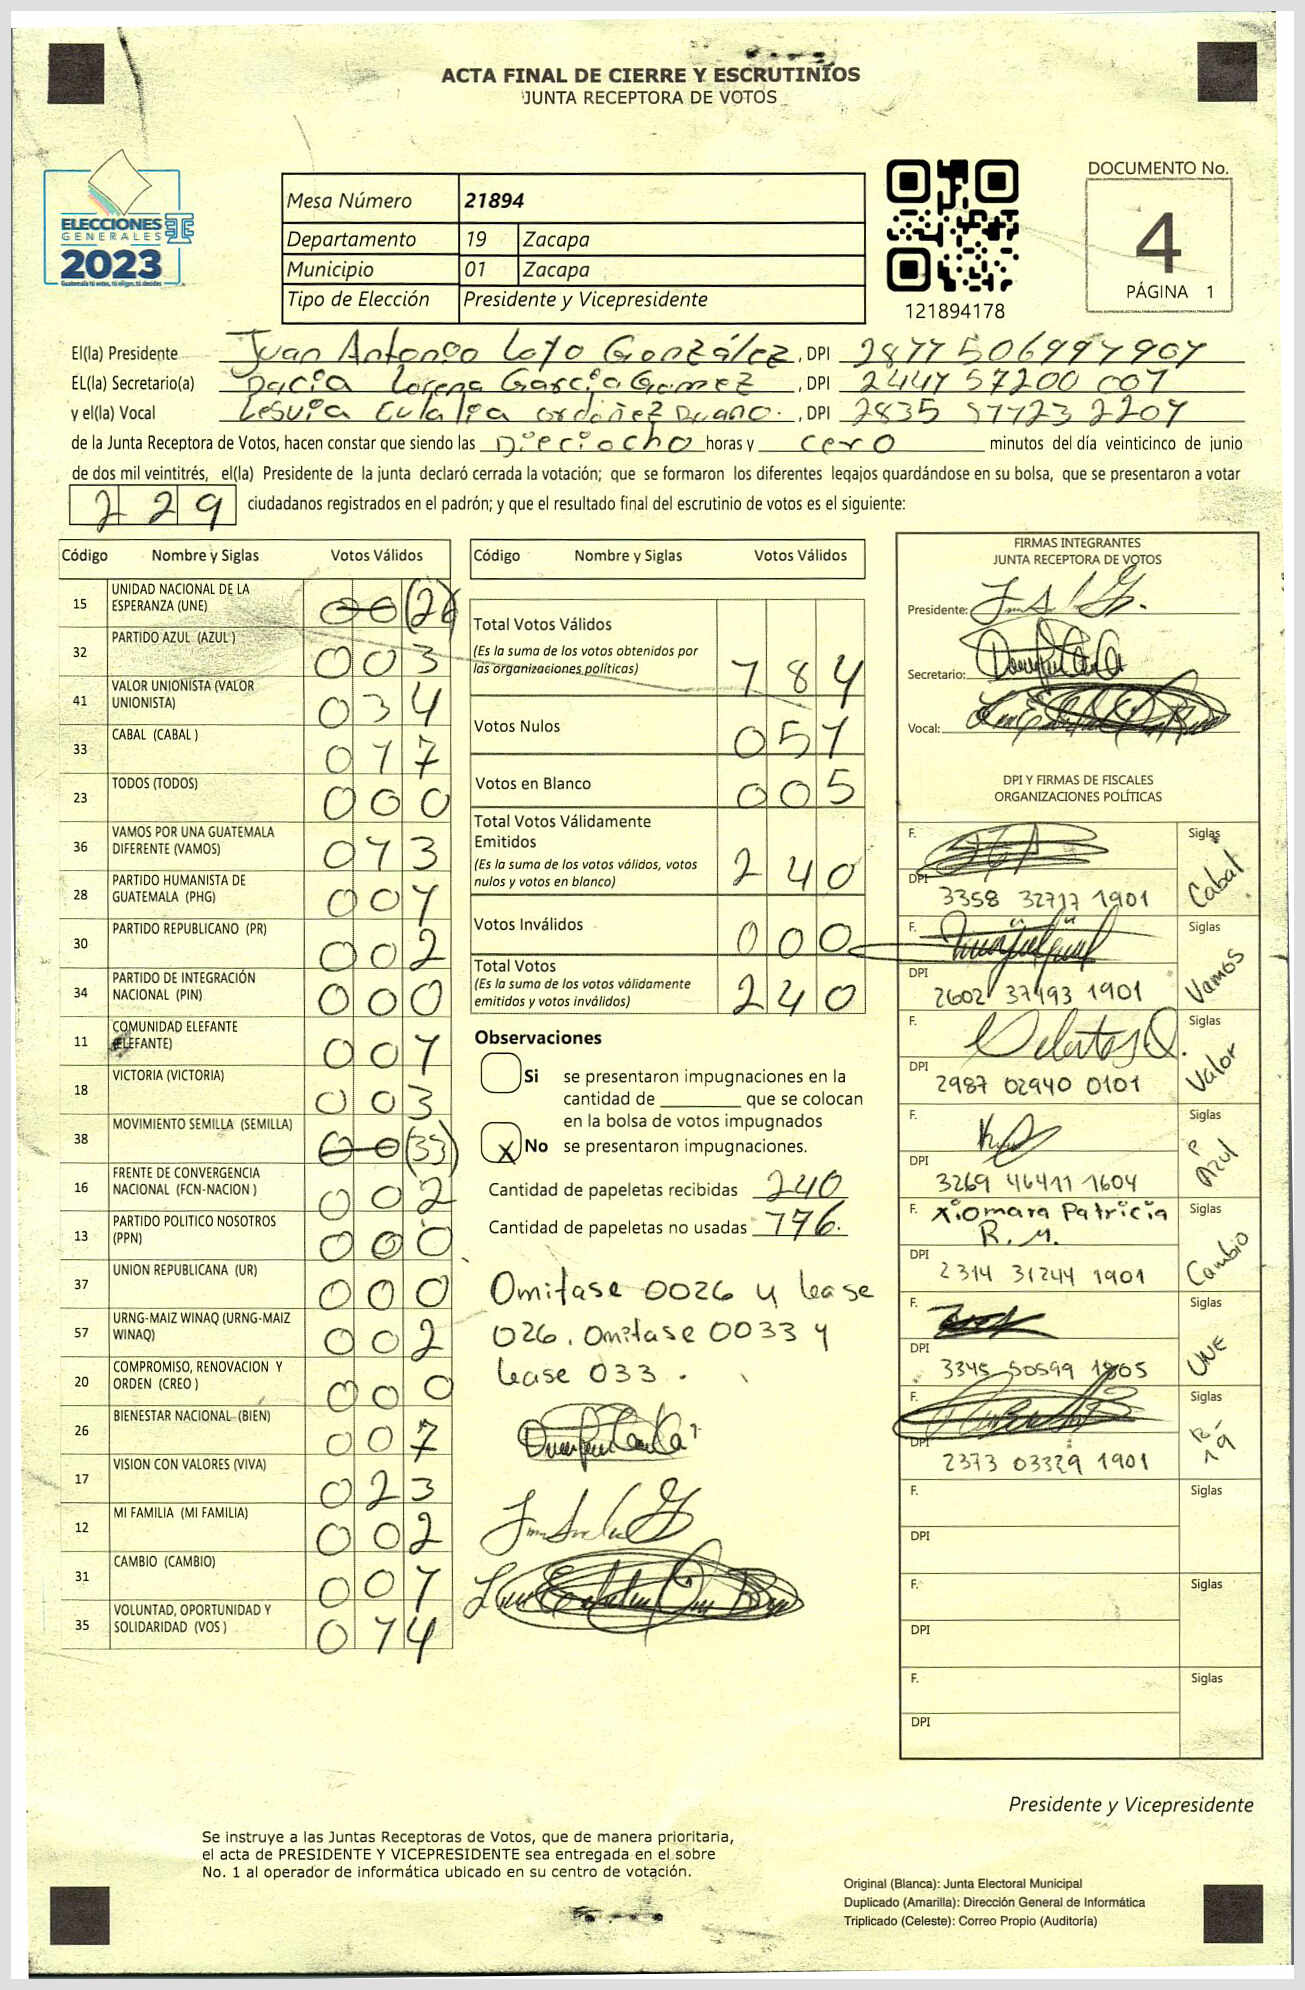 ACTA FINAL DE CIERRE Y ESCRUTINIOS
JUNTA RECEPTORA DE VOTOS
ELECCIONES
GENERALES
2023
Guatemala tú votas, tú eliges, tú decides
Mesa Número 21894
Departamento 19 Zacapa
Municipio 01 Zacapa
Tipo de Elección Presidente y Vicepresidente
121894178
DOCUMENTO No.
4
PÁGINA 1
El(la) Presidente Juan Antonio Loyo González, DPI
EL(la) Secretario(a) Dacia Lorena García Gomez, DPI
y el(la) Vocal Lesvia Eulalia Ordóñez Duano., DPI
de la Junta Receptora de Votos, hacen constar que siendo las Dieciocho horas y cero minutos del día veinticinco de junio
de dos mil veintitrés, el(la) Presidente de la junta declaró cerrada la votación; que se formaron los diferentes legajos guardándose en su bolsa, que se presentaron a votar
229 ciudadanos registrados en el padrón; y que el resultado final del escrutinio de votos es el siguiente:
Código Nombre y Siglas Votos Válidos
15 UNIDAD NACIONAL DE LA ESPERANZA (UNE) 00(26)
32 PARTIDO AZUL (AZUL ) 003
41 VALOR UNIONISTA (VALOR UNIONISTA) 034
33 CABAL (CABAL ) 017
23 TODOS (TODOS) 000
36 VAMOS POR UNA GUATEMALA DIFERENTE (VAMOS) 013
28 PARTIDO HUMANISTA DE GUATEMALA (PHG) 001
30 PARTIDO REPUBLICANO (PR) 002
34 PARTIDO DE INTEGRACIÓN NACIONAL (PIN) 000
11 COMUNIDAD ELEFANTE (ELEFANTE) 001
18 VICTORIA (VICTORIA) 003
38 MOVIMIENTO SEMILLA (SEMILLA) 00(33)
16 FRENTE DE CONVERGENCIA NACIONAL (FCN-NACION ) 002
13 PARTIDO POLITICO NOSOTROS (PPN) 000
37 UNION REPUBLICANA (UR) 000
57 URNG-MAIZ WINAQ (URNG-MAIZ WINAQ) 002
20 COMPROMISO, RENOVACION Y ORDEN (CREO ) 000
26 BIENESTAR NACIONAL (BIEN) 007
17 VISION CON VALORES (VIVA) 023
12 MI FAMILIA (MI FAMILIA) 002
31 CAMBIO (CAMBIO) 001
35 VOLUNTAD, OPORTUNIDAD Y SOLIDARIDAD (VOS ) 014
Código Nombre y Siglas Votos Válidos
Total Votos Válidos 184
(Es la suma de los votos obtenidos por
las organizaciones políticas)
Votos Nulos 051
Votos en Blanco 005
Total Votos Válidamente
Emitidos 240
(Es la suma de los votos válidos, votos
nulos y votos en blanco)
Votos Inválidos 000
Total Votos 240
(Es la suma de los votos válidamente
emitidos y votos inválidos)
Observaciones
Si se presentaron impugnaciones en la
cantidad de ________ que se colocan
en la bolsa de votos impugnados
X No se presentaron impugnaciones.
Cantidad de papeletas recibidas 240
Cantidad de papeletas no usadas 116.
Omitase 0026 y lease
026. Omitase 0033 y
lease 033.
FIRMAS INTEGRANTES
JUNTA RECEPTORA DE VOTOS
Presidente:
Secretario:
Vocal:
DPI Y FIRMAS DE FISCALES
ORGANIZACIONES POLÍTICAS
F. Siglas Cabal
DPI 3358 32717 1901
F. Siglas Vamos
DPI 2602 37493 1901
F. Siglas Valor
DPI 2987 02940 0101
F. Siglas P Azul
DPI 3269 46411 1604
F. Xiomara Patricia R. M. Siglas Cambio
DPI 2314 31244 1901
F. Siglas UNE
DPI 3345 50599 1805
F. Siglas
DPI 2373 03329 1901
F. Siglas
DPI
F. Siglas
DPI
F. Siglas
DPI
Presidente y Vicepresidente
Se instruye a las Juntas Receptoras de Votos, que de manera prioritaria,
el acta de PRESIDENTE Y VICEPRESIDENTE sea entregada en el sobre
No. 1 al operador de informática ubicado en su centro de votación.
Original (Blanca): Junta Electoral Municipal
Duplicado (Amarilla): Dirección General de Informática
Triplicado (Celeste): Correo Propio (Auditoría)